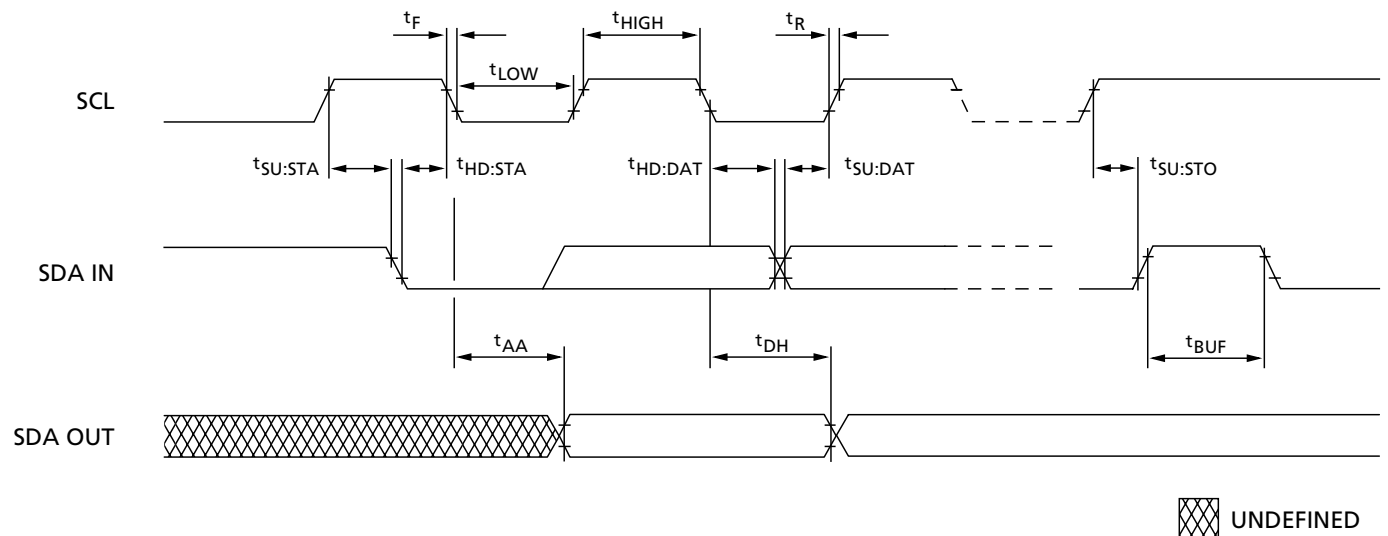 tF
tHIGH
tR
tLOW
SCL
tSU:STA
tHD:STA
tHD:DAT
tSU:DAT
tSU:STO
SDA IN
tAA
tDH
tBUF
SDA OUT
UNDEFINED